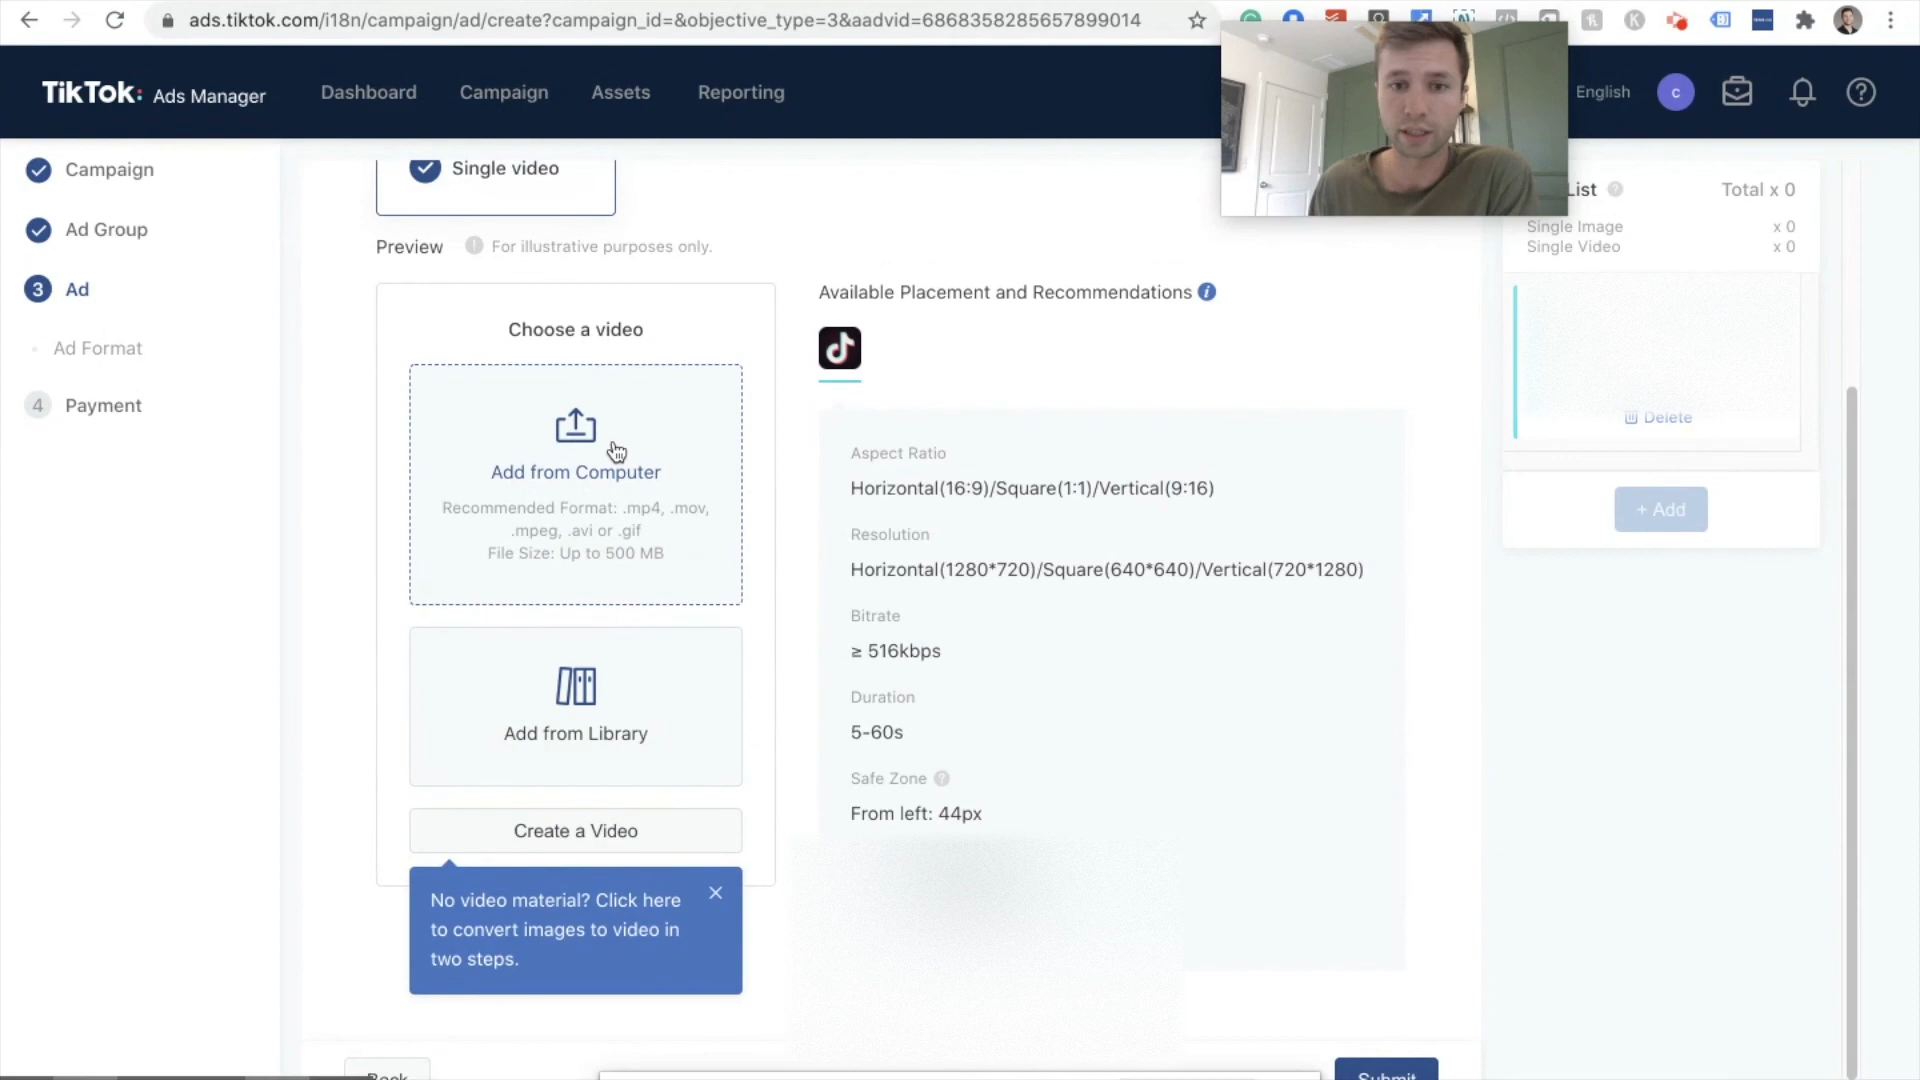 ads.tiktok.com/i18n/campaign/ad/create?campaign_id=&objective_type=3&aadvid=6868358285657899014
TikTok: Ads Manager
Dashboard
Campaign
Assets
Reporting
English
c
Campaign
Ad Group
3 Ad
Ad Format
4 Payment
Single video
Preview
For illustrative purposes only.
Choose a video
Add from Computer
Recommended Format: .mp4, .mov,
.mpeg, .avi or .gif
File Size: Up to 500 MB
Add from Library
Create a Video
No video material? Click here
to convert images to video in
two steps.
Available Placement and Recommendations
Aspect Ratio
Horizontal(16:9)/Square(1:1)/Vertical(9:16)
Resolution
Horizontal(1280*720)/Square(640*640)/Vertical(720*1280)
Bitrate
≥ 516kbps
Duration
5-60s
Safe Zone
From left: 44px
List
Total x 0
Single Image x 0
Single Video x 0
Delete
+ Add
Back
Submit